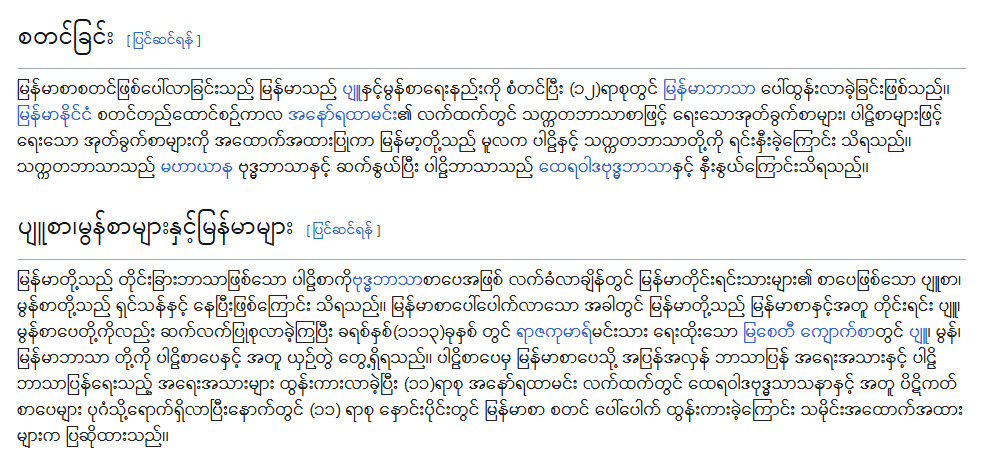 စတင်ခြင်း [ပြင်ဆင်ရန်]
မြန်မာစာစတင်ဖြစ်ပေါ်လာခြင်းသည် မြန်မာသည် ပျူနှင့်မွန်စာရေးနည်းကို စံတင်ပြီး (၁၂)ရာစုတွင် မြန်မာဘာသာ ပေါ်ထွန်းလာခဲ့ခြင်းဖြစ်သည်။
မြန်မာနိုင်ငံ စတင်တည်ထောင်စဉ်ကာလ အနော်ရထာမင်း၏ လက်ထက်တွင် သက္ကတဘာသာစာဖြင့် ရေးသောအုတ်ခွက်စာများ၊ ပါဠိစာများဖြင့်
ရေးသော အုတ်ခွက်စာများကို အထောက်အထားပြုကာ မြန်မာ့တို့သည် မူလက ပါဠိနှင့် သက္ကတဘာသာတို့ကို ရင်းနှီးခဲ့ကြောင်း သိရသည်။
သက္ကတဘာသာသည် မဟာယာန ဗုဒ္ဓဘာသာနှင့် ဆက်နွယ်ပြီး ပါဠိဘာသာသည် ထေရဝါဒဗုဒ္ဓဘာသာနှင့် နီးနွယ်ကြောင်းသိရသည်။
ပျူစာ၊မွန်စာများနှင့်မြန်မာများ [ပြင်ဆင်ရန်]
မြန်မာတို့သည် တိုင်းခြားဘာသာဖြစ်သော ပါဠိစာကိုဗုဒ္ဓဘာသာစာပေအဖြစ် လက်ခံလာချိန်တွင် မြန်မာတိုင်းရင်းသားများ၏ စာပေဖြစ်သော ပျူစာ၊
မွန်စာတို့သည် ရှင်သန်နှင့် နေပြီးဖြစ်ကြောင်း သိရသည်။ မြန်မာစာပေါ်ပေါက်လာသော အခါတွင် မြန်မာတို့သည် မြန်မာစာနှင့်အတူ တိုင်းရင်း ပျူ၊
မွန်စာပေတို့ကိုလည်း ဆက်လက်ပြုစုလာခဲ့ကြပြီး ခရစ်နှစ်(၁၁၁၃)ခုနှစ် တွင် ရာဇကုမာရ်မင်းသား ရေးထိုးသော မြစေတီ ကျောက်စာတွင် ပျူ၊ မွန်၊
မြန်မာဘာသာ တို့ကို ပါဠိစာပေနှင့် အတူ ယှဉ်တွဲ တွေ့ရှိရသည်။ ပါဠိစာပေမှ မြန်မာစာပေသို့ အပြန်အလှန် ဘာသာပြန် အရေးအသားနှင့် ပါဠိ
ဘာသာပြန်ရေးသည့် အရေးအသားများ ထွန်းကားလာခဲ့ပြီး (၁၁)ရာစု အနော်ရထာမင်း လက်ထက်တွင် ထေရဝါဒဗုဒ္ဓသာသနာနှင့် အတူ ပိဋိကတ်
စာပေများ ပုဂံသို့ရောက်ရှိလာပြီးနောက်တွင် (၁၁) ရာစု နှောင်းပိုင်းတွင် မြန်မာစာ စတင် ပေါ်ပေါက် ထွန်းကားခဲ့ကြောင်း သမိုင်းအထောက်အထား
များက ပြဆိုထားသည်။